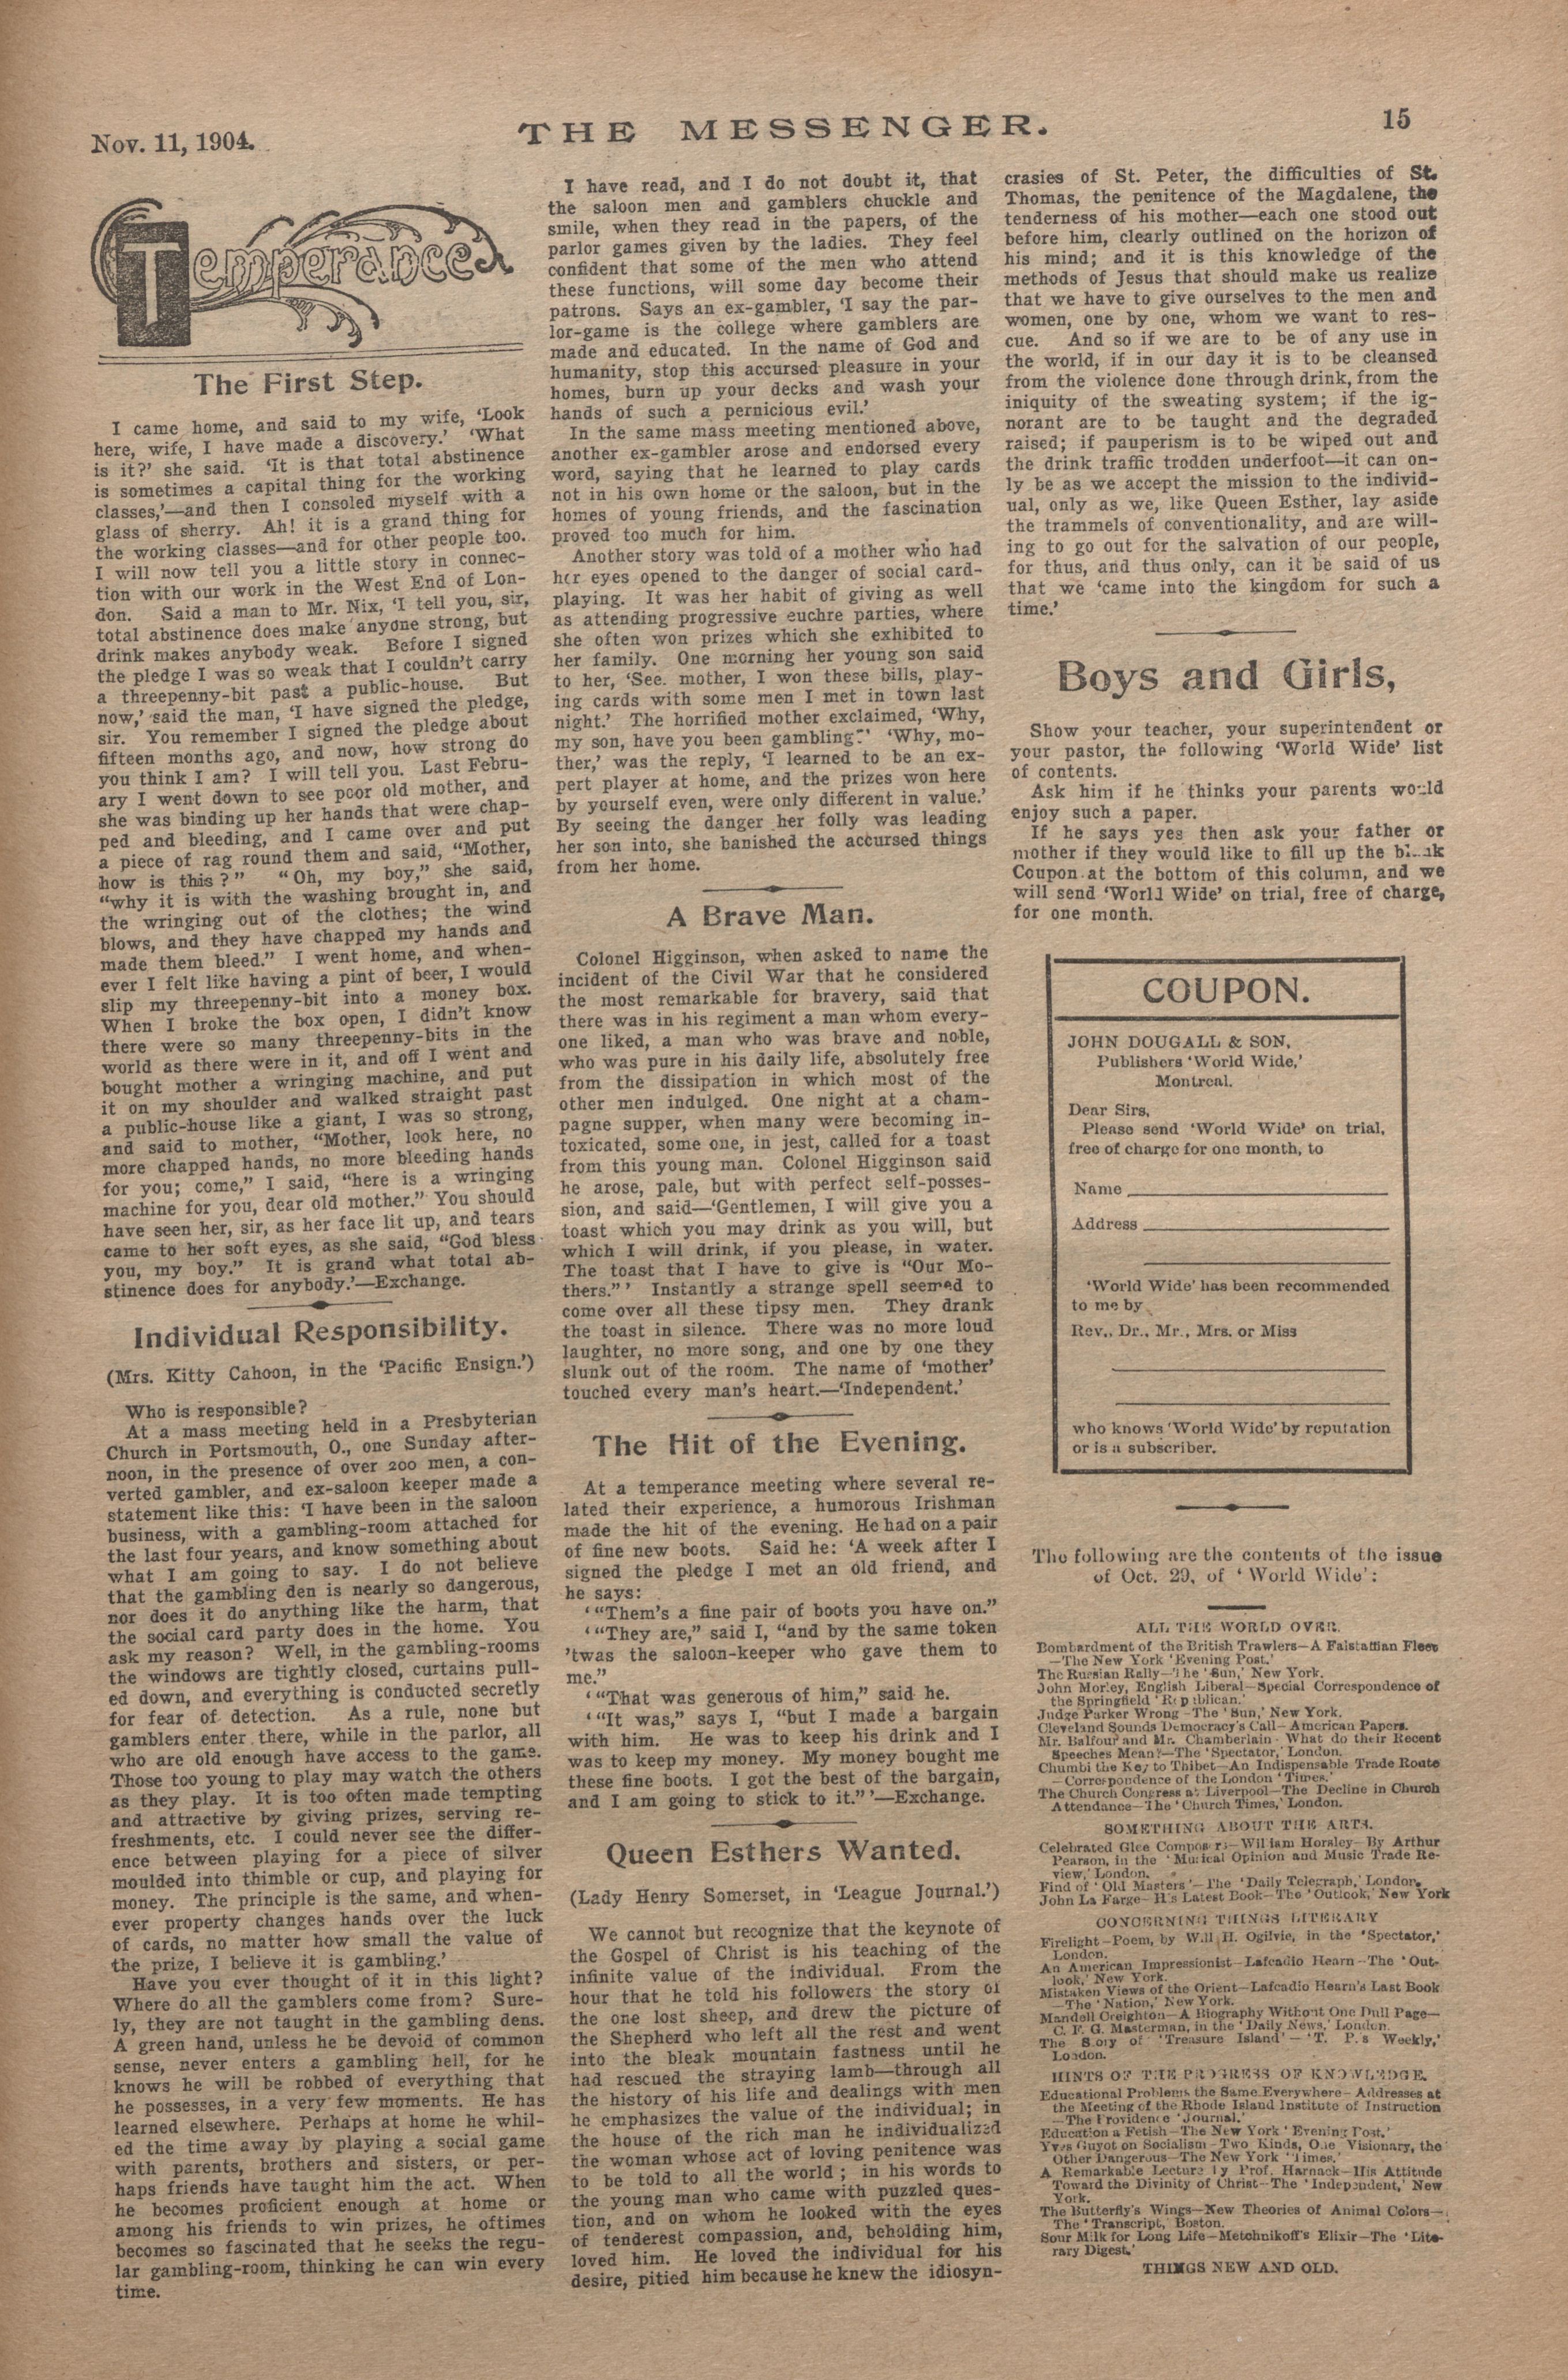 Nov. 11, 1904.
THE MESSENGER.
15
Temperance
The First Step.
I came home, and said to my wife, ‘Look
here, wife, I have made a discovery.’ ‘What
is it?’ she said. ‘It is that total abstinence
is sometimes a capital thing for the working
classes,’—and then I consoled myself with a
glass of sherry. Ah! it is a grand thing for
the working classes—and for other people too.
I will now tell you a little story in connec-
tion with our work in the West End of Lon-
don. Said a man to Mr. Nix, ‘I tell you, sir,
total abstinence does make anyone strong, but
drink makes anybody weak. Before I signed
the pledge I was so weak that I couldn’t carry
a threepenny-bit past a public-house. But
now,’ said the man, ‘I have signed the pledge,
sir. You remember I signed the pledge about
fifteen months ago, and now, how strong do
you think I am? I will tell you. Last Febru-
ary I went down to see poor old mother, and
she was binding up her hands that were chap-
ped and bleeding, and I came over and put
a piece of rag round them and said, “Mother,
how is this?” “Oh, my boy,” she said,
“why it is with the washing brought in, and
the wringing out of the clothes; the wind
blows, and they have chapped my hands and
made them bleed.” I went home, and when-
ever I felt like having a pint of beer, I would
slip my threepenny-bit into a money box.
When I broke the box open, I didn’t know
there were so many threepenny-bits in the
world as there were in it, and off I went and
bought mother a wringing machine, and put
it on my shoulder and walked straight past
a public-house like a giant, I was so strong,
and said to mother, “Mother, look here, no
more chapped hands, no more bleeding hands
for you; come,” I said, “here is a wringing
machine for you, dear old mother.” You should
have seen her, sir, as her face lit up, and tears
came to her soft eyes, as she said, “God bless
you, my boy.” It is grand what total ab-
stinence does for anybody.’—Exchange.
Individual Responsibility.
(Mrs. Kitty Cahoon, in the ‘Pacific Ensign.’)
Who is responsible?
At a mass meeting held in a Presbyterian
Church in Portsmouth, O., one Sunday after-
noon, in the presence of over 200 men, a con-
verted gambler, and ex-saloon keeper made a
statement like this: ‘I have been in the saloon
business, with a gambling-room attached for
the last four years, and know something about
what I am going to say. I do not believe
that the gambling den is nearly so dangerous,
nor does it do anything like the harm, that
the social card party does in the home. You
ask my reason? Well, in the gambling-rooms
the windows are tightly closed, curtains pull-
ed down, and everything is conducted secretly
for fear of detection. As a rule, none but
gamblers enter there, while in the parlor, all
who are old enough have access to the game.
Those too young to play may watch the others
as they play. It is too often made tempting
and attractive by giving prizes, serving re-
freshments, etc. I could never see the differ-
ence between playing for a piece of silver
moulded into thimble or cup, and playing for
money. The principle is the same, and when-
ever property changes hands over the luck
of cards, no matter how small the value of
the prize, I believe it is gambling.’
Have you ever thought of it in this light?
Where do all the gamblers come from? Sure-
ly, they are not taught in the gambling dens.
A green hand, unless he be devoid of common
sense, never enters a gambling hell, for he
knows he will be robbed of everything that
he possesses, in a very few moments. He has
learned elsewhere. Perhaps at home he whil-
ed the time away by playing a social game
with parents, brothers and sisters, or per-
haps friends have taught him the act. When
he becomes proficient enough at home or
among his friends to win prizes, he oftimes
becomes so fascinated that he seeks the regu-
lar gambling-room, thinking he can win every
time.
I have read, and I do not doubt it, that
the saloon men and gamblers chuckle and
smile, when they read in the papers, of the
parlor games given by the ladies. They feel
confident that some of the men who attend
these functions, will some day become their
patrons. Says an ex-gambler, ‘I say the par-
lor-game is the college where gamblers are
made and educated. In the name of God and
humanity, stop this accursed pleasure in your
homes, burn up your decks and wash your
hands of such a pernicious evil.’
In the same mass meeting mentioned above,
another ex-gambler arose and endorsed every
word, saying that he learned to play cards
not in his own home or the saloon, but in the
homes of young friends, and the fascination
proved too much for him.
Another story was told of a mother who had
her eyes opened to the danger of social card-
playing. It was her habit of giving as well
as attending progressive euchre parties, where
she often won prizes which she exhibited to
her family. One morning her young son said
to her, ‘See. mother, I won these bills, play-
ing cards with some men I met in town last
night.’ The horrified mother exclaimed, ‘Why,
my son, have you been gambling?’ ‘Why, mo-
ther,’ was the reply, ‘I learned to be an ex-
pert player at home, and the prizes won here
by yourself even, were only different in value.’
By seeing the danger her folly was leading
her son into, she banished the accursed things
from her home.
A Brave Man.
Colonel Higginson, when asked to name the
incident of the Civil War that he considered
the most remarkable for bravery, said that
there was in his regiment a man whom every-
one liked, a man who was brave and noble,
who was pure in his daily life, absolutely free
from the dissipation in which most of the
other men indulged. One night at a cham-
pagne supper, when many were becoming in-
toxicated, some one, in jest, called for a toast
from this young man. Colonel Higginson said
he arose, pale, but with perfect self-posses-
sion, and said—‘Gentlemen, I will give you a
toast which you may drink as you will, but
which I will drink, if you please, in water.
The toast that I have to give is “Our Mo-
thers.”’ Instantly a strange spell seemed to
come over all these tipsy men. They drank
the toast in silence. There was no more loud
laughter, no more song, and one by one they
slunk out of the room. The name of ‘mother’
touched every man’s heart.—‘Independent.’
The Hit of the Evening.
At a temperance meeting where several re-
lated their experience, a humorous Irishman
made the hit of the evening. He had on a pair
of fine new boots. Said he: ‘A week after I
signed the pledge I met an old friend, and
he says:
‘“Them’s a fine pair of boots you have on.”
‘“They are,” said I, “and by the same token
’twas the saloon-keeper who gave them to
me.”
‘“That was generous of him,” said he.
‘“It was,” says I, “but I made a bargain
with him. He was to keep his drink and I
was to keep my money. My money bought me
these fine boots. I got the best of the bargain,
and I am going to stick to it.”’—Exchange.
Queen Esthers Wanted.
(Lady Henry Somerset, in ‘League Journal.’)
We cannot but recognize that the keynote of
the Gospel of Christ is his teaching of the
infinite value of the individual. From the
hour that he told his followers the story of
the one lost sheep, and drew the picture of
the Shepherd who left all the rest and went
into the bleak mountain fastness until he
had rescued the straying lamb—through all
the history of his life and dealings with men
he emphasizes the value of the individual; in
the house of the rich man he individualized
the woman whose act of loving penitence was
to be told to all the world; in his words to
the young man who came with puzzled ques-
tion, and on whom he looked with the eyes
of tenderest compassion, and, beholding him,
loved him. He loved the individual for his
desire, pitied him because he knew the idiosyn-
crasies of St. Peter, the difficulties of St.
Thomas, the penitence of the Magdalene, the
tenderness of his mother—each one stood out
before him, clearly outlined on the horizon of
his mind; and it is this knowledge of the
methods of Jesus that should make us realize
that we have to give ourselves to the men and
women, one by one, whom we want to res-
cue. And so if we are to be of any use in
the world, if in our day it is to be cleansed
from the violence done through drink, from the
iniquity of the sweating system; if the ig-
norant are to be taught and the degraded
raised; if pauperism is to be wiped out and
the drink traffic trodden underfoot—it can on-
ly be as we accept the mission to the individ-
ual, only as we, like Queen Esther, lay aside
the trammels of conventionality, and are will-
ing to go out for the salvation of our people,
for thus, and thus only, can it be said of us
that we ‘came into the kingdom for such a
time.’
Boys and Girls,
Show your teacher, your superintendent or
your pastor, the following ‘World Wide’ list
of contents.
Ask him if he thinks your parents would
enjoy such a paper.
If he says yes then ask your father or
mother if they would like to fill up the blank
Coupon at the bottom of this column, and we
will send ‘World Wide’ on trial, free of charge,
for one month.
COUPON.
JOHN DOUGALL & SON,
Publishers ‘World Wide,’
Montreal.
Dear Sirs,
Please send ‘World Wide’ on trial,
free of charge for one month, to
Name
Address
‘World Wide’ has been recommended
to me by
Rev., Dr., Mr., Mrs. or Miss
who knows ‘World Wide’ by reputation
or is a subscriber.
The following are the contents of the issue
of Oct. 29, of ‘World Wide’:
ALL THE WORLD OVER.
Bombardment of the British Trawlers—A Falstaffian Fleet
—The New York ‘Evening Post.’
The Russian Rally—The ‘Sun,’ New York.
John Morley, English Liberal—Special Correspondence of
the Springfield ‘Republican.’
Judge Parker Wrong—The ‘Sun,’ New York.
Cleveland Sounds Democracy’s Call—American Papers.
Mr. Balfour and Mr. Chamberlain—What do their Recent
Speeches Mean?—The ‘Spectator,’ London.
Chumbi the Key to Thibet—An Indispensable Trade Route
—Correspondence of the London ‘Times.’
The Church Congress at Liverpool—The Decline in Church
Attendance—The ‘Church Times,’ London.
SOMETHING ABOUT THE ARTS.
Celebrated Glee Composers—William Horsley—By Arthur
Pearson, in the ‘Musical Opinion and Music Trade Re-
view,’ London.
Find of ‘Old Masters’—The ‘Daily Telegraph,’ London.
John La Farge—His Latest Book—The ‘Outlook,’ New York
CONCERNING THINGS LITERARY
Firelight—Poem, by Will H. Ogilvie, in the ‘Spectator,’
London.
An American Impressionist—Lafcadio Hearn—The ‘Out-
look,’ New York.
Mistaken Views of the Orient—Lafcadio Hearn’s Last Book
—The ‘Nation,’ New York.
Mandell Creighton—A Biography Without One Dull Page—
C. F. G. Masterman, in the ‘Daily News,’ London.
The Story of ‘Treasure Island’—‘T. P.’s Weekly,’
London.
HINTS OF THE PROGRESS OF KNOWLEDGE.
Educational Problems the Same Everywhere—Addresses at
the Meeting of the Rhode Island Institute of Instruction
—The Providence ‘Journal.’
Education a Fetish—The New York ‘Evening Post.’
Yves Guyot on Socialism—Two Kinds, One Visionary, the
Other Dangerous—The New York ‘Times.’
A Remarkable Lecture by Prof. Harnack—His Attitude
Toward the Divinity of Christ—The ‘Independent,’ New
York.
The Butterfly’s Wings—New Theories of Animal Colors—
The ‘Transcript,’ Boston.
Sour Milk for Long Life—Metchnikoff’s Elixir—The ‘Lite-
rary Digest.’
THINGS NEW AND OLD.